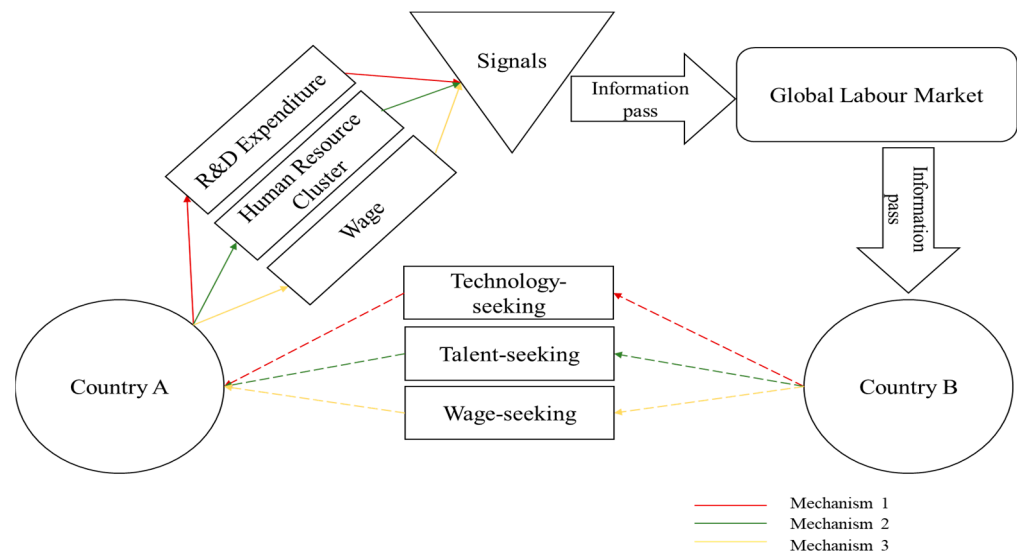 Signals
Information
pass
Global Labour Market
R&D Expenditure
Human Resource
Cluster
Wage
Information
pass
Technology-
seeking
Talent-seeking
Wage-seeking
Country A
Country B
Mechanism 1
Mechanism 2
Mechanism 3